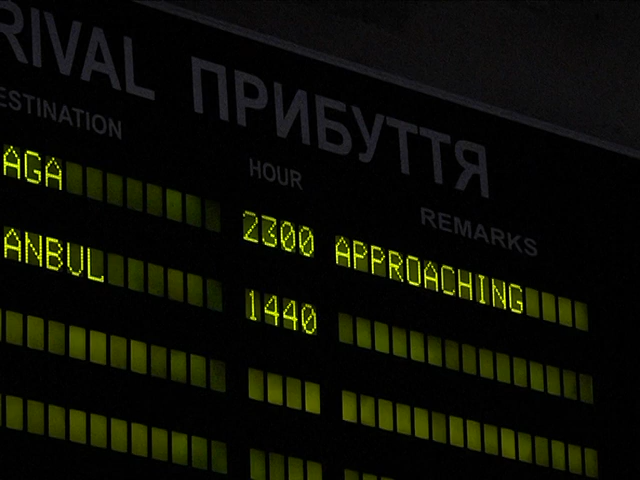 RIVAL ПРИБУТТЯ
ESTINATION HOUR REMARKS
AGA 2300 APPROACHING
ANBUL 1440